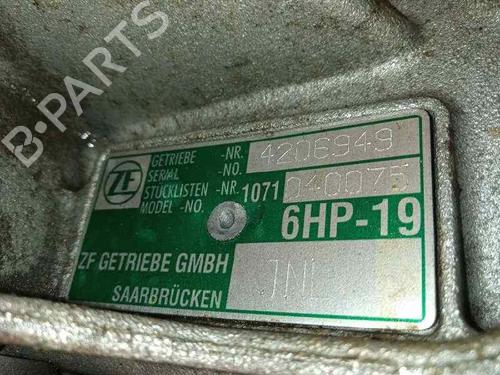 B-PARTS
ZF
GETRIEBE -NR. 4206949
SERIAL -NO.
STÜCKLISTEN -NR. 1071 040075
MODEL -NO.
6HP-19
ZF GETRIEBE GMBH JNL
SAARBRÜCKEN